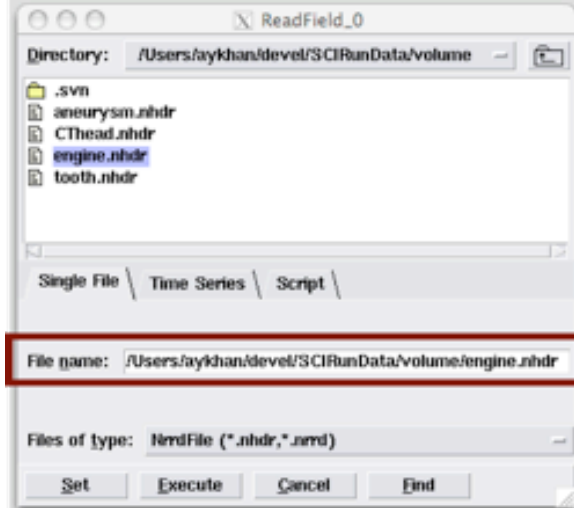 ReadField_0
Directory: /Users/aykhan/devel/SCIRunData/volume
.svn
aneurysm.nhdr
CThead.nhdr
engine.nhdr
tooth.nhdr
Single File Time Series Script
File name: /Users/aykhan/devel/SCIRunData/volume/engine.nhdr
Files of type: NrrdFile (*.nhdr,*.nrrd)
Set Execute Cancel Find